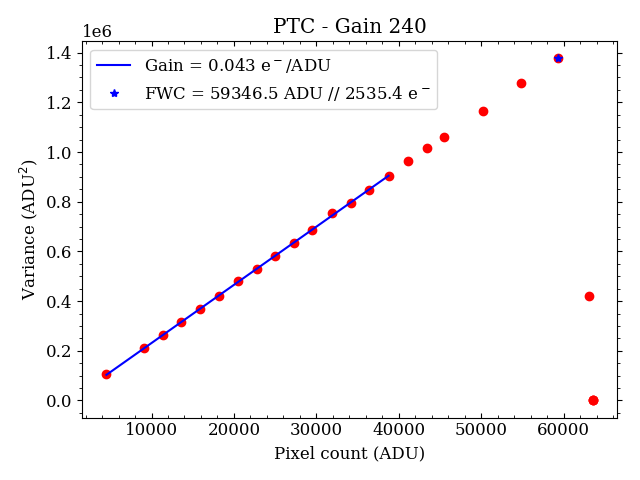 PTC - Gain 240
1e6
Gain = 0.043 e⁻/ADU
FWC = 59346.5 ADU // 2535.4 e⁻
1.4
1.2
1.0
0.8
0.6
0.4
0.2
0.0
Variance (ADU²)
10000 20000 30000 40000 50000 60000
Pixel count (ADU)